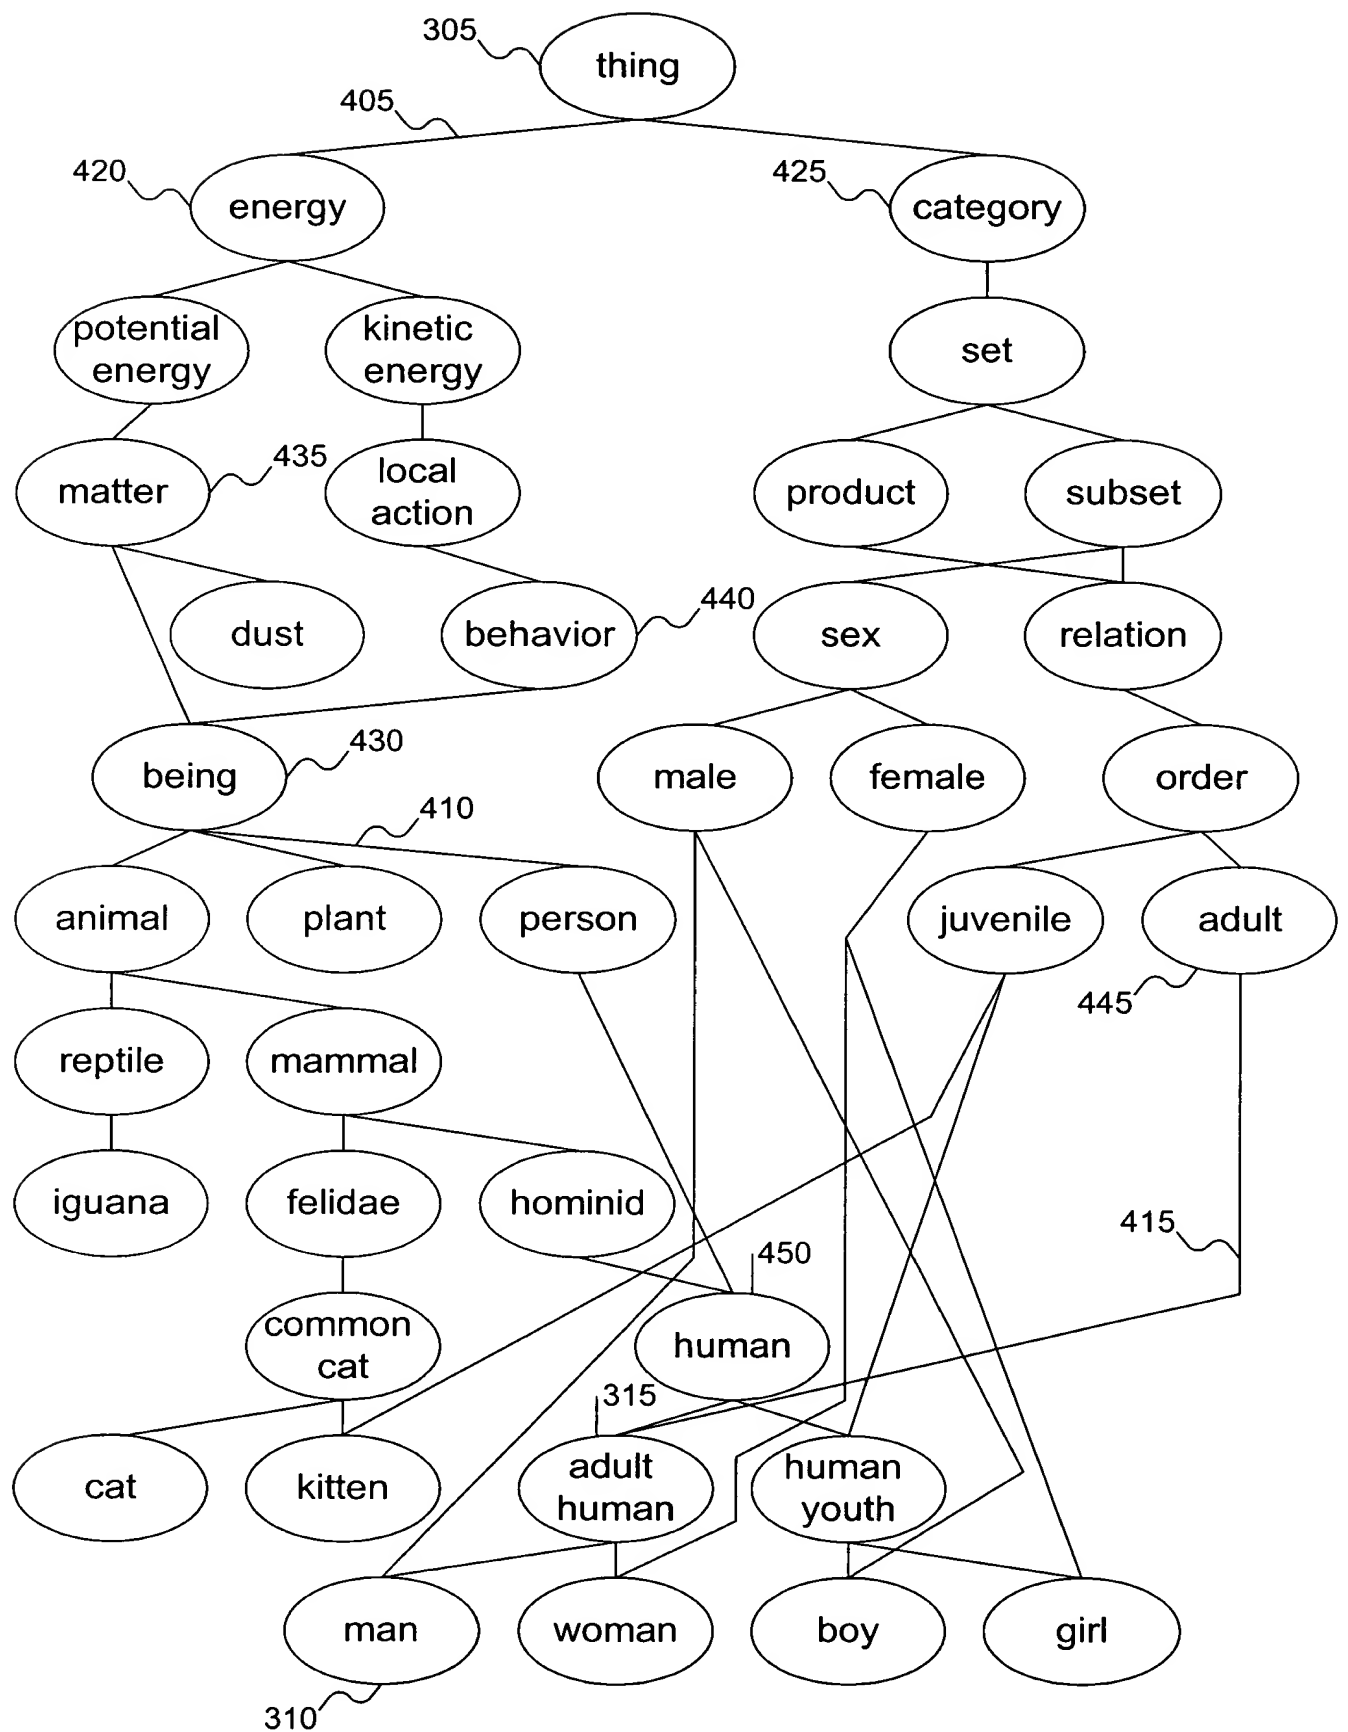 305
thing
405
420
energy
425
category
potential
energy
kinetic
energy
set
matter
435
local
action
product
subset
dust
behavior
440
sex
relation
being
430
male
female
order
410
animal
plant
person
juvenile
adult
445
reptile
mammal
iguana
felidae
hominid
415
450
common
cat
human
315
cat
kitten
adult
human
human
youth
man
woman
boy
girl
310